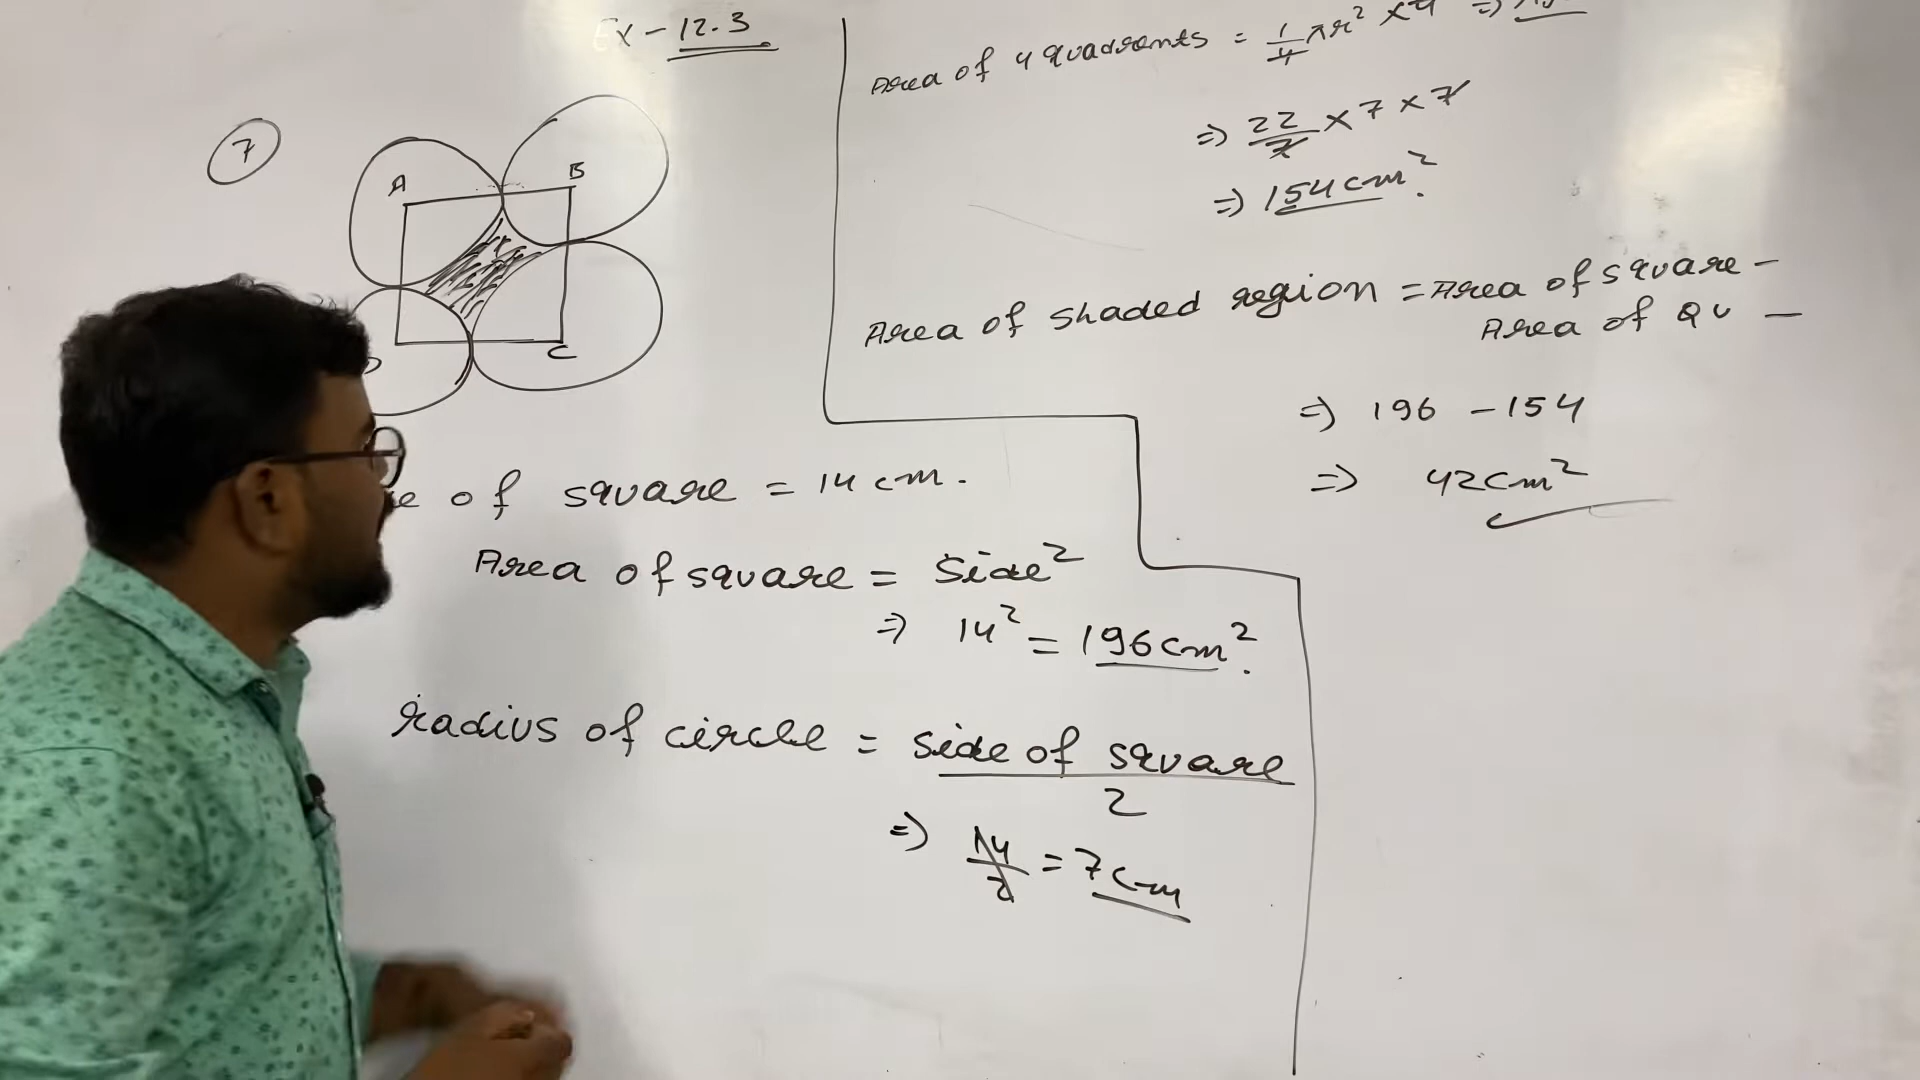 Ex - 12.3
7
A
B
C
D
of square = 14 cm.
Area of square = Side²
⇒ 14² = 196 cm².
radius of circle = side of square
2
⇒ 14/2 = 7 cm
Area of 4 quadrants = 1/4 πr² × 4 ⇒
⇒ 22/7 × 7 × 7
⇒ 154 cm².
Area of shaded region = Area of square -
Area of QU -
⇒ 196 - 154
⇒ 42 cm²